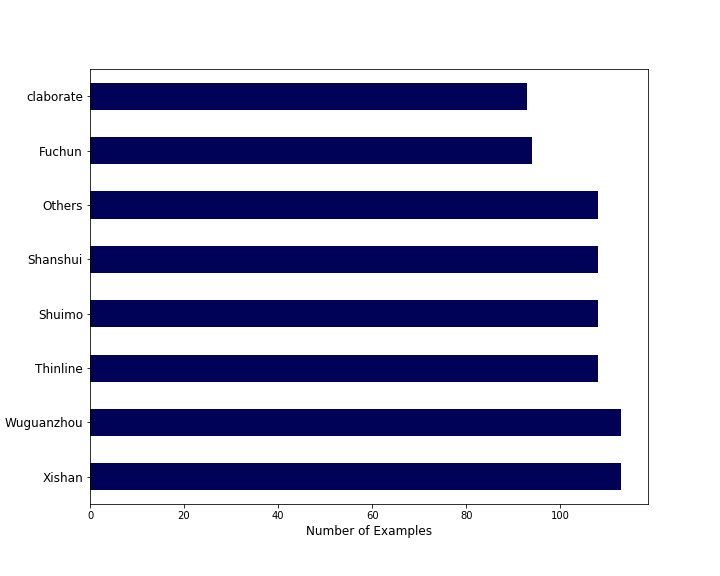 claborate
Fuchun
Others
Shanshui
Shuimo
Thinline
Wuguanzhou
Xishan
0 20 40 60 80 100
Number of Examples